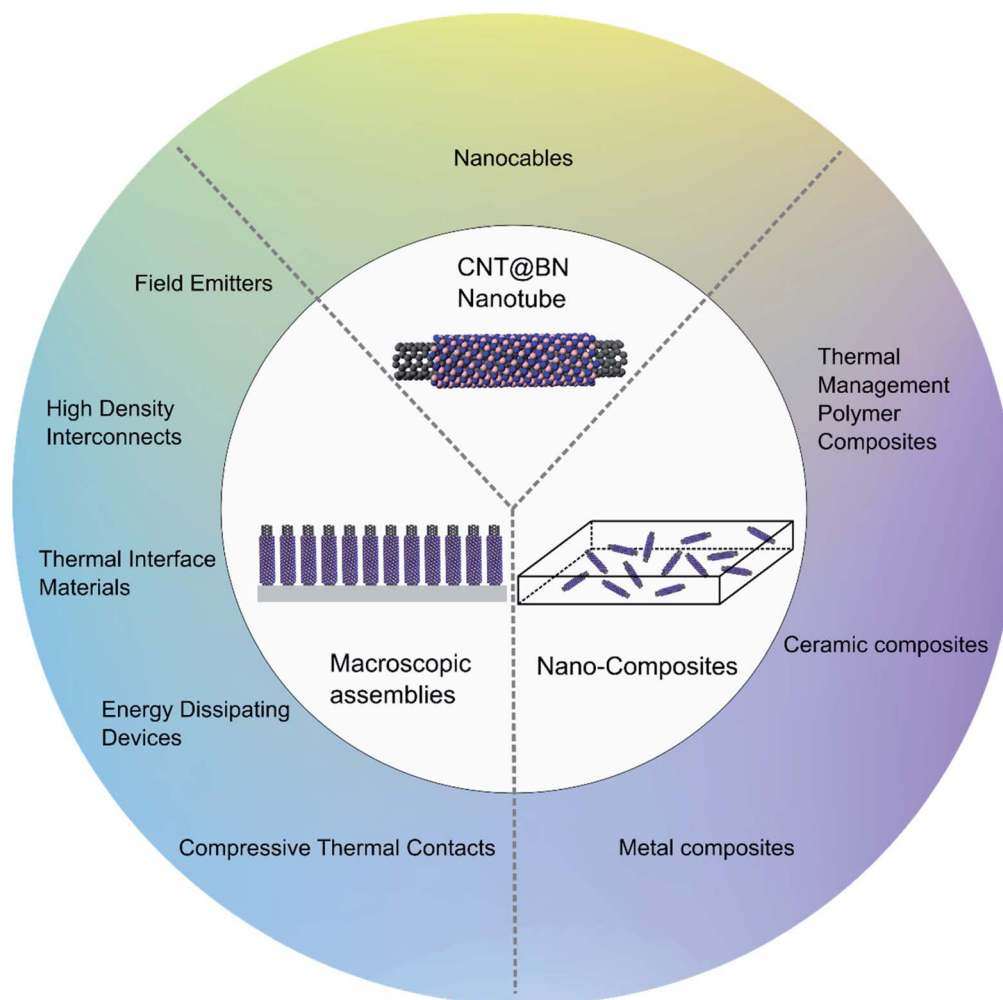 Nanocables
CNT@BN
Nanotube
Field Emitters
High Density
Interconnects
Thermal Interface
Materials
Energy Dissipating
Devices
Compressive Thermal Contacts
Macroscopic
assemblies
Nano-Composites
Thermal
Management
Polymer
Composites
Ceramic composites
Metal composites